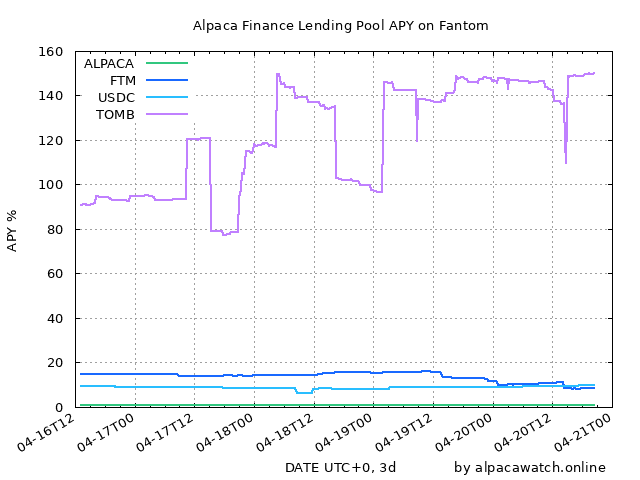 Alpaca Finance Lending Pool APY on Fantom
160
140
120
100
80
60
40
20
0
APY %
ALPACA
FTM
USDC
TOMB
04-16T12
04-17T00
04-17T12
04-18T00
04-18T12
04-19T00
04-19T12
04-20T00
04-20T12
04-21T00
DATE UTC+0, 3d
by alpacawatch.online